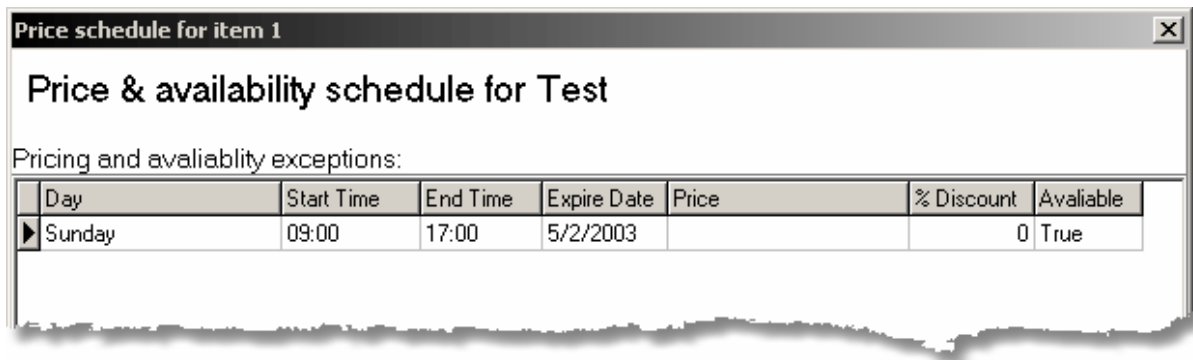 Price schedule for item 1
Price & availability schedule for Test
Pricing and avaliablity exceptions:
Day Start Time End Time Expire Date Price % Discount Avaliable
Sunday 09:00 17:00 5/2/2003 0 True